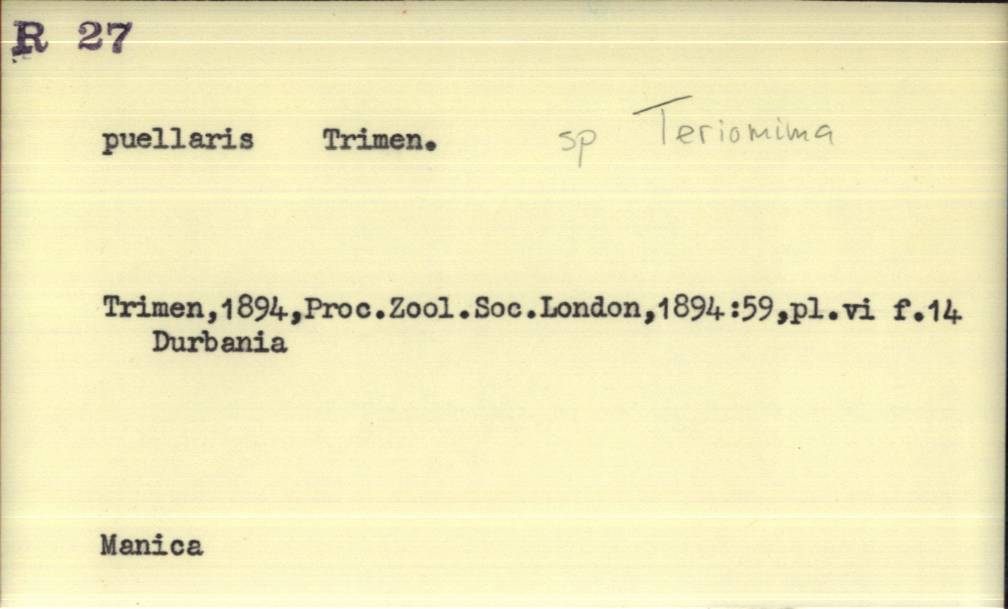 R 27
puellaris Trimen. sp Teriomima
Trimen,1894,Proc.Zool.Soc.London,1894:59,pl.vi f.14
Durbania
Manica